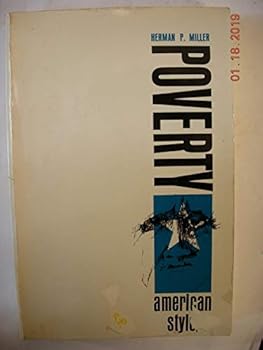 HERMAN P. MILLER
POVERTY
american
style
01.18.2019